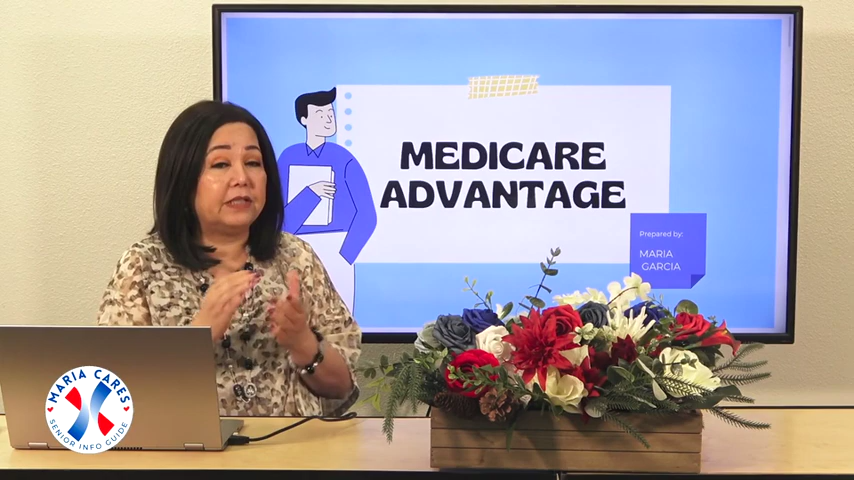 MEDICARE
ADVANTAGE
Prepared by:
MARIA
GARCIA
MARIA CARES
SENIOR INFO GUIDE